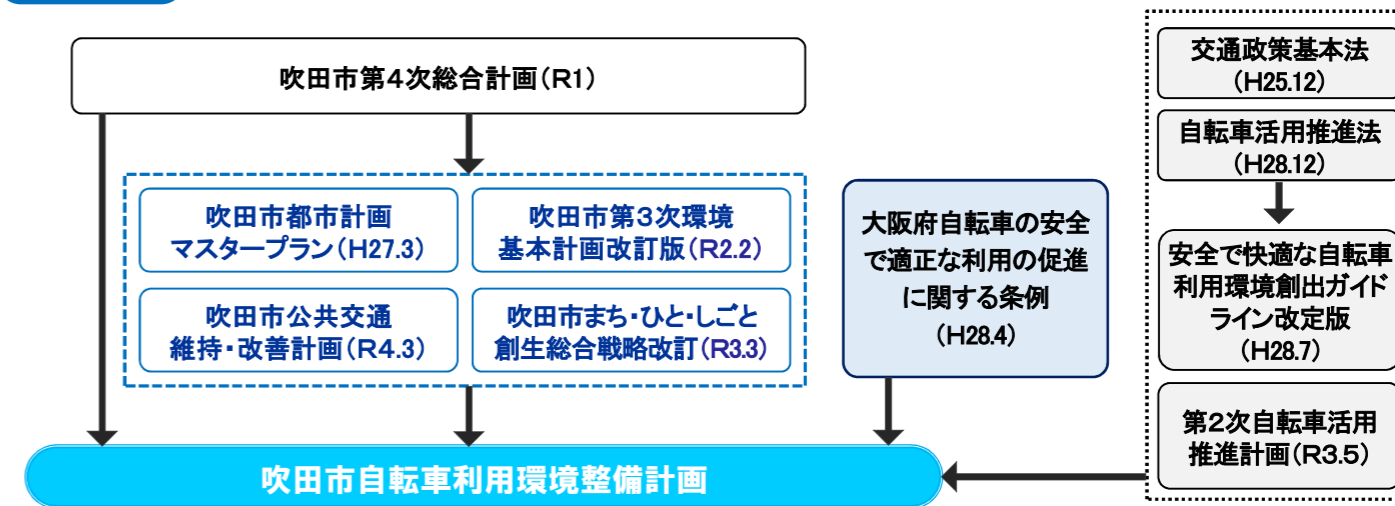 吹田市第4次総合計画(R1)
吹田市都市計画
マスタープラン(H27.3)
吹田市第3次環境
基本計画改訂版(R2.2)
吹田市公共交通
維持・改善計画(R4.3)
吹田市まち・ひと・しごと
創生総合戦略改訂(R3.3)
大阪府自転車の安全
で適正な利用の促進
に関する条例
(H28.4)
交通政策基本法
(H25.12)
自転車活用推進法
(H28.12)
安全で快適な自転車
利用環境創出ガイド
ライン改定版
(H28.7)
第2次自転車活用
推進計画(R3.5)
吹田市自転車利用環境整備計画